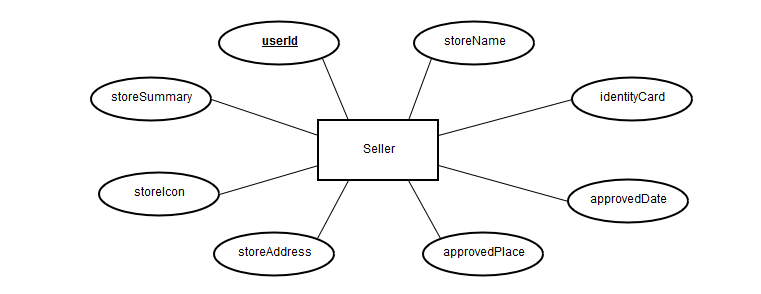 userId
storeName
storeSummary
identityCard
Seller
storeIcon
approvedDate
storeAddress
approvedPlace